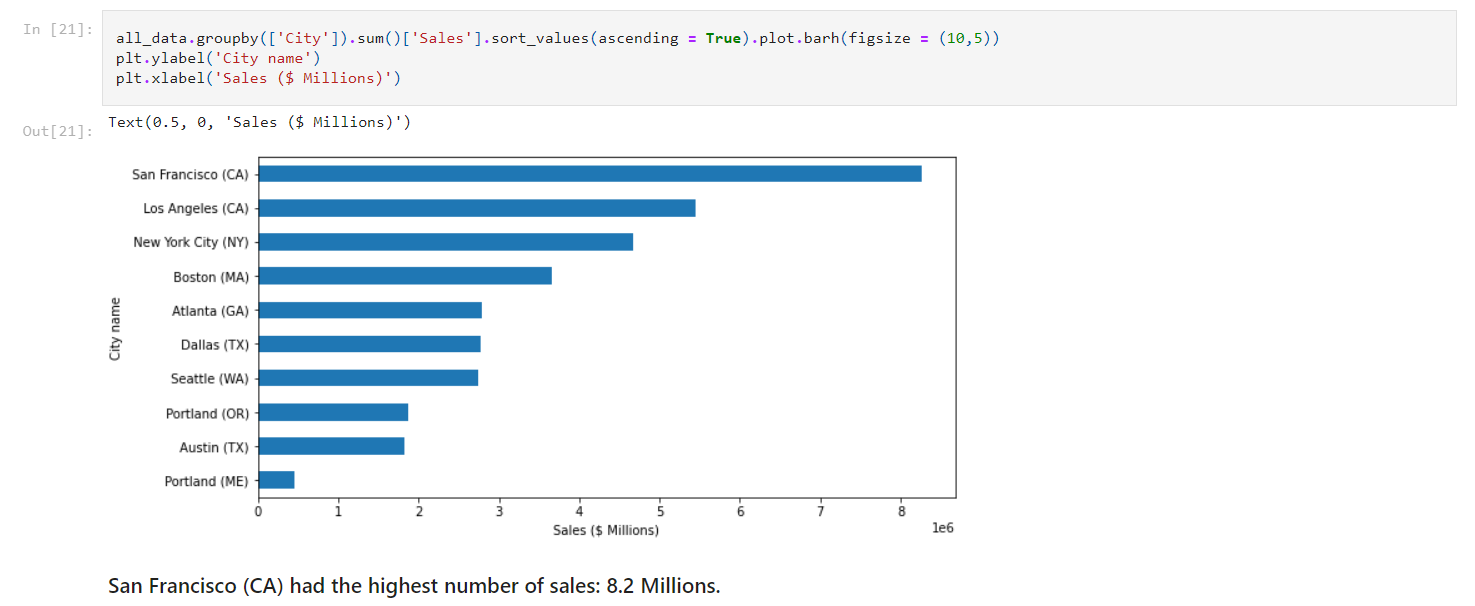 In [21]:
all_data.groupby(['City']).sum()['Sales'].sort_values(ascending = True).plot.barh(figsize = (10,5))
plt.ylabel('City name')
plt.xlabel('Sales ($ Millions)')
Out[21]:
Text(0.5, 0, 'Sales ($ Millions)')
City name
San Francisco (CA)
Los Angeles (CA)
New York City (NY)
Boston (MA)
Atlanta (GA)
Dallas (TX)
Seattle (WA)
Portland (OR)
Austin (TX)
Portland (ME)
0 1 2 3 4 5 6 7 8
1e6
Sales ($ Millions)
San Francisco (CA) had the highest number of sales: 8.2 Millions.